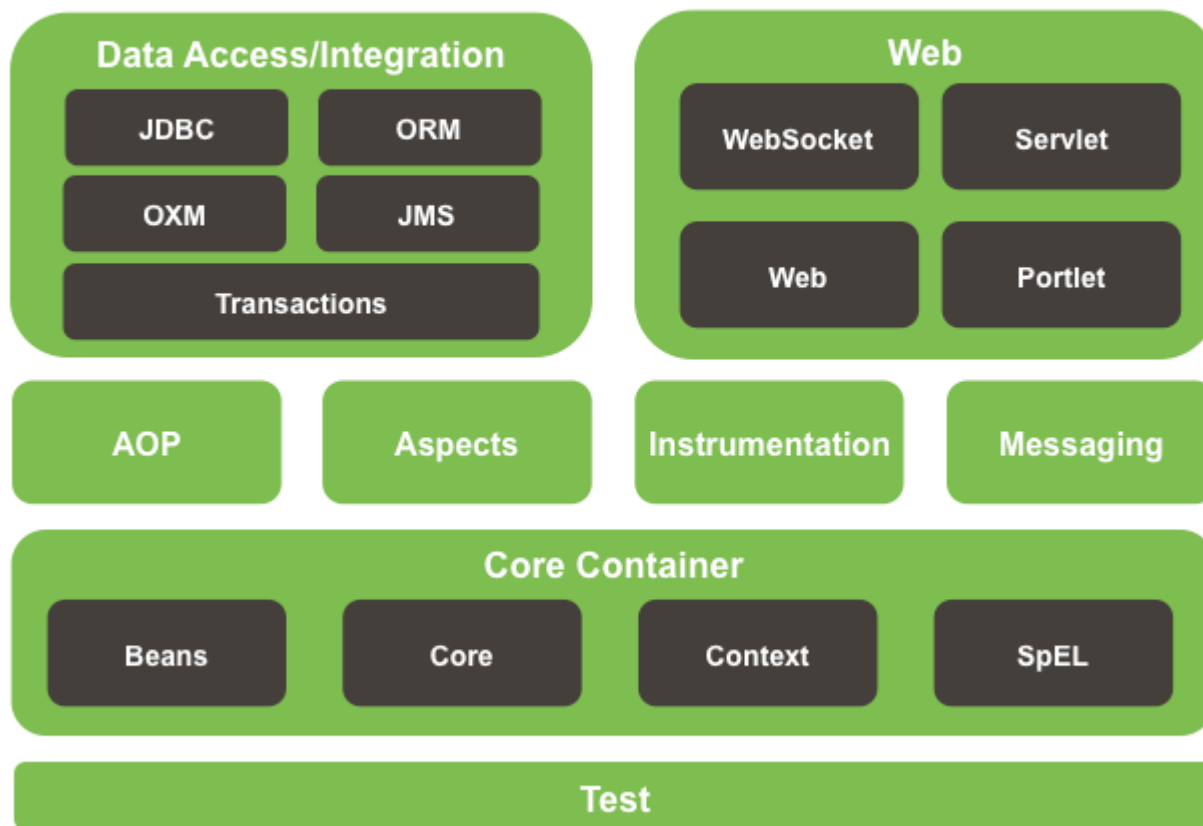 Data Access/Integration
JDBC
ORM
OXM
JMS
Transactions
Web
WebSocket
Servlet
Web
Portlet
AOP
Aspects
Instrumentation
Messaging
Core Container
Beans
Core
Context
SpEL
Test